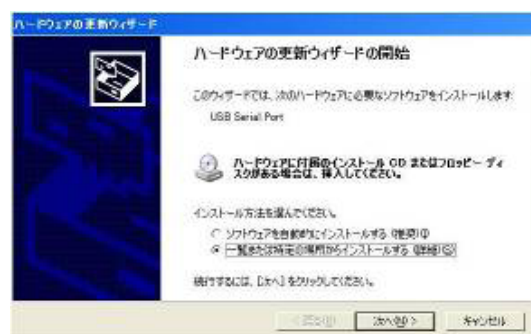 ハードウェアの更新ウィザード
ハードウェアの更新ウィザードの開始
このウィザードでは、次のハードウェアに必要なソフトウェアをインストールします:
USB Serial Port
ハードウェアに付属のインストール CD またはフロッピー ディ
スクがある場合は、挿入してください。
インストール方法を選んでください。
ソフトウェアを自動的にインストールする (推奨)(I)
一覧または特定の場所からインストールする (詳細)(S)
続行するには、[次へ] をクリックしてください。
< 戻る(B)
次へ(N) >
キャンセル